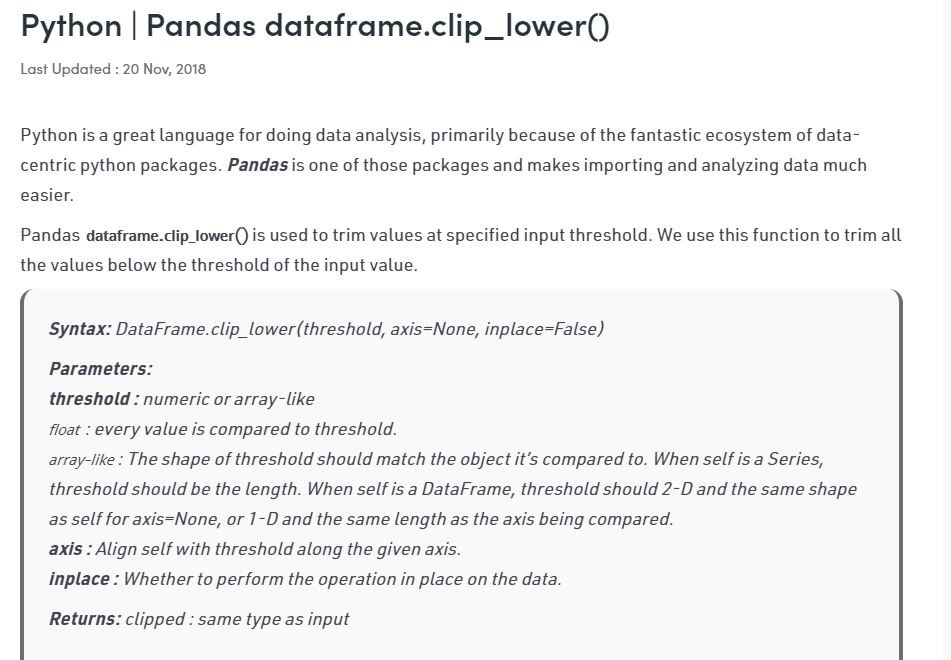 Python | Pandas dataframe.clip_lower()
Last Updated : 20 Nov, 2018
Python is a great language for doing data analysis, primarily because of the fantastic ecosystem of data-
centric python packages. Pandas is one of those packages and makes importing and analyzing data much
easier.
Pandas dataframe.clip_lower() is used to trim values at specified input threshold. We use this function to trim all
the values below the threshold of the input value.
Syntax: DataFrame.clip_lower(threshold, axis=None, inplace=False)
Parameters:
threshold : numeric or array-like
float : every value is compared to threshold.
array-like : The shape of threshold should match the object it’s compared to. When self is a Series,
threshold should be the length. When self is a DataFrame, threshold should 2-D and the same shape
as self for axis=None, or 1-D and the same length as the axis being compared.
axis : Align self with threshold along the given axis.
inplace : Whether to perform the operation in place on the data.
Returns: clipped : same type as input